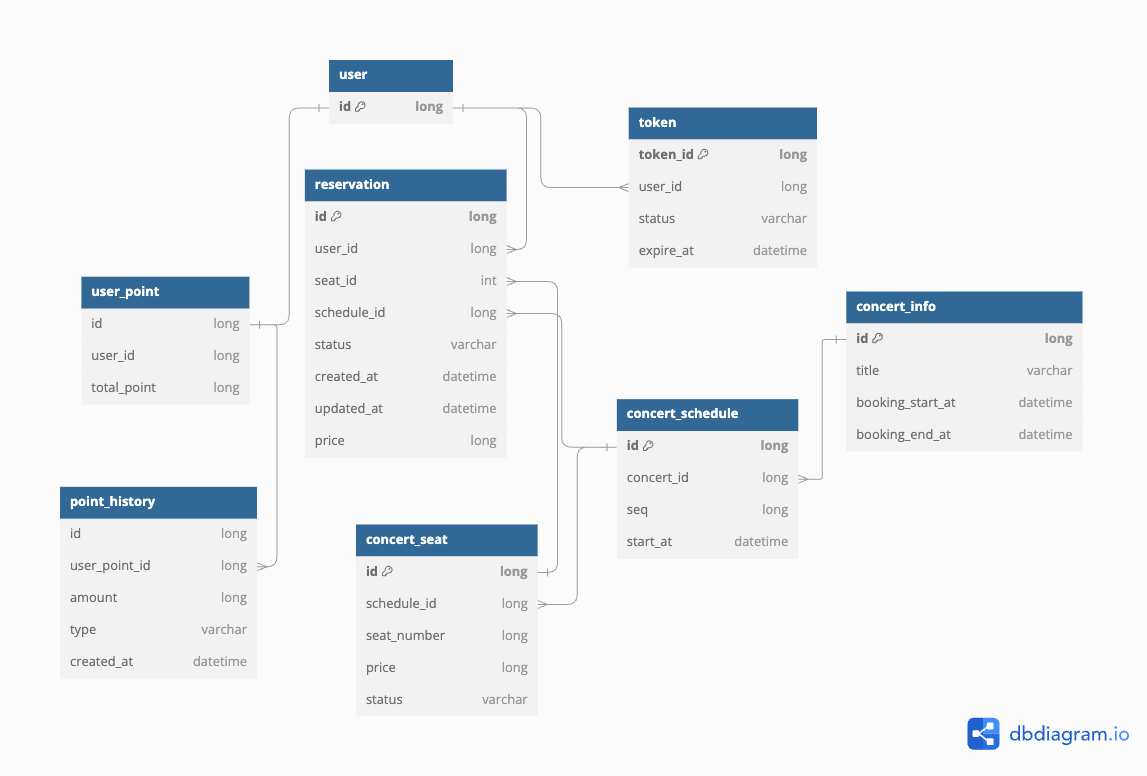 user
id long
token
token_id long
user_id long
status varchar
expire_at datetime
reservation
id long
user_id long
seat_id int
schedule_id long
status varchar
created_at datetime
updated_at datetime
price long
user_point
id long
user_id long
total_point long
concert_info
id long
title varchar
booking_start_at datetime
booking_end_at datetime
concert_schedule
id long
concert_id long
seq long
start_at datetime
point_history
id long
user_point_id long
amount long
type varchar
created_at datetime
concert_seat
id long
schedule_id long
seat_number long
price long
status varchar
dbdiagram.io